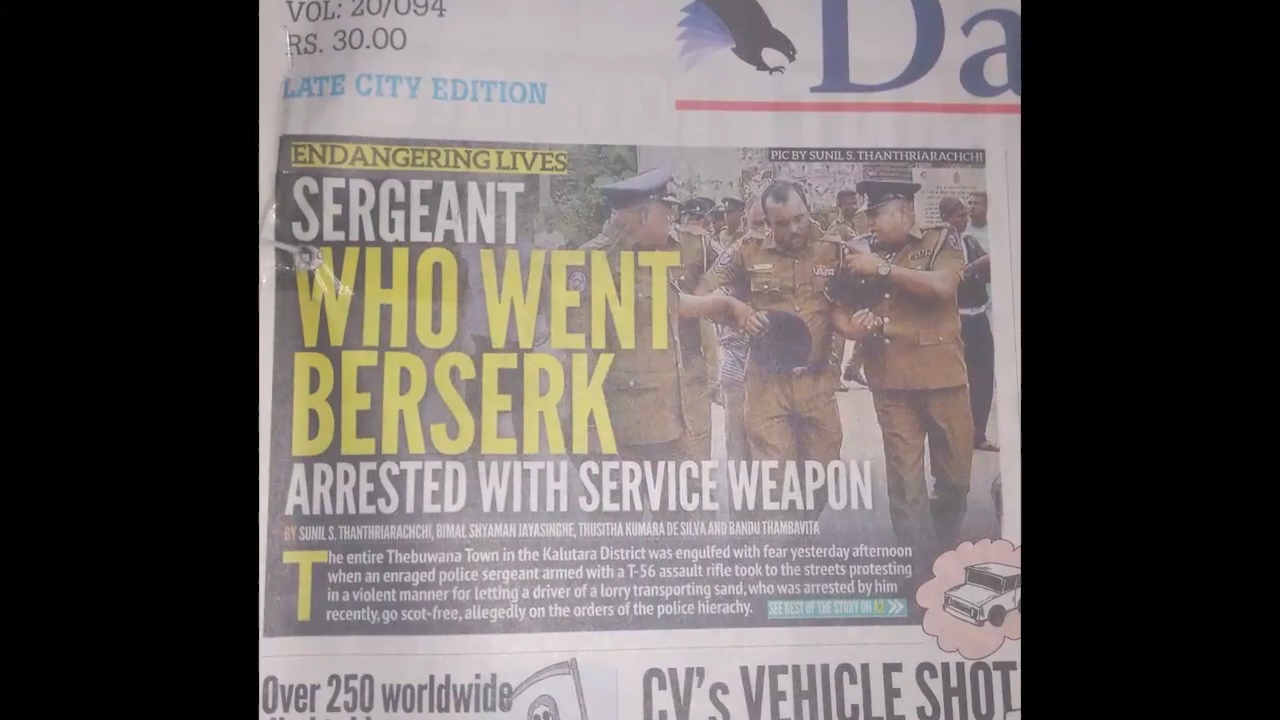 VOL: 20/094
RS. 30.00
LATE CITY EDITION
Da
ENDANGERING LIVES
PIC BY SUNIL S. THANTHRIARACHCHI
SERGEANT
WHO WENT
BERSERK
ARRESTED WITH SERVICE WEAPON
BY SUNIL S. THANTHRIARACHCHI, BIMAL SHYAMAN JAYASINGHE, THUSITHA KUMARA DE SILVA AND BANDU THAMBAVITA
The entire Thebuwana Town in the Kalutara District was engulfed with fear yesterday afternoon
when an enraged police sergeant armed with a T-56 assault rifle took to the streets protesting
in a violent manner for letting a driver of a lorry transporting sand, who was arrested by him
recently, go scot-free, allegedly on the orders of the police hierarchy.
SEE REST OF THE STORY ON A2
Over 250 worldwide
CV's VEHICLE SHOT